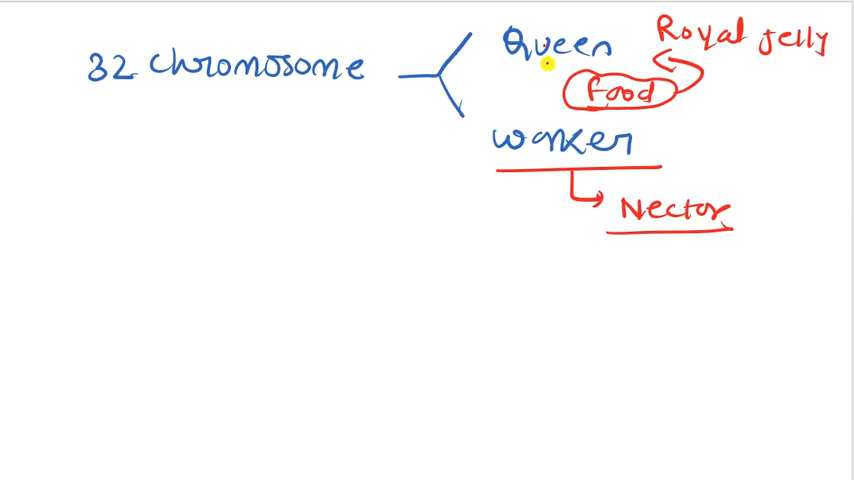 Queen
Royal jelly
32 chromosome
Food
worker
Nector